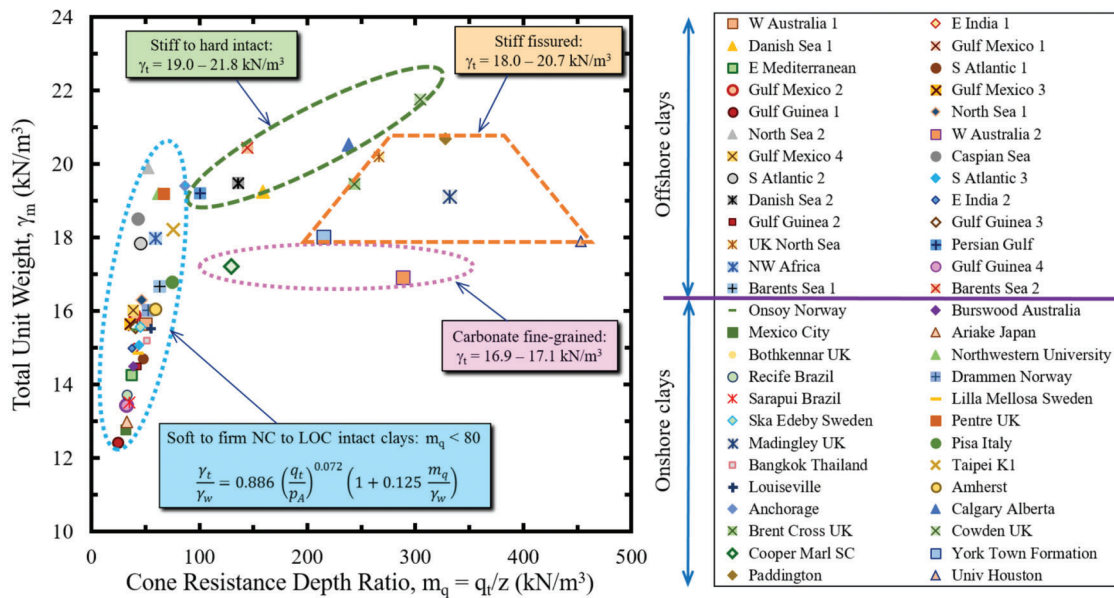 24
22
20
18
16
14
12
10
Total Unit Weight, γm (kN/m³)
0
100
200
300
400
500
Cone Resistance Depth Ratio, mq = qt/z (kN/m³)
Stiff to hard intact:
γt = 19.0 – 21.8 kN/m³
Stiff fissured:
γt = 18.0 – 20.7 kN/m³
Carbonate fine-grained:
γt = 16.9 – 17.1 kN/m³
Soft to firm NC to LOC intact clays: mq < 80
γt/γw = 0.886 (qt/pA)^0.072 (1 + 0.125 mq/γw)
Offshore clays
W Australia 1
E India 1
Danish Sea 1
Gulf Mexico 1
E Mediterranean
S Atlantic 1
Gulf Mexico 2
Gulf Mexico 3
Gulf Guinea 1
North Sea 1
North Sea 2
W Australia 2
Gulf Mexico 4
Caspian Sea
S Atlantic 2
S Atlantic 3
Danish Sea 2
E India 2
Gulf Guinea 2
Gulf Guinea 3
UK North Sea
Persian Gulf
NW Africa
Gulf Guinea 4
Barents Sea 1
Barents Sea 2
Onshore clays
Onsoy Norway
Burswood Australia
Mexico City
Ariake Japan
Bothkennar UK
Northwestern University
Recife Brazil
Drammen Norway
Sarapui Brazil
Lilla Mellosa Sweden
Ska Edeby Sweden
Pentre UK
Madingley UK
Pisa Italy
Bangkok Thailand
Taipei K1
Louiseville
Amherst
Anchorage
Calgary Alberta
Brent Cross UK
Cowden UK
Cooper Marl SC
York Town Formation
Paddington
Univ Houston